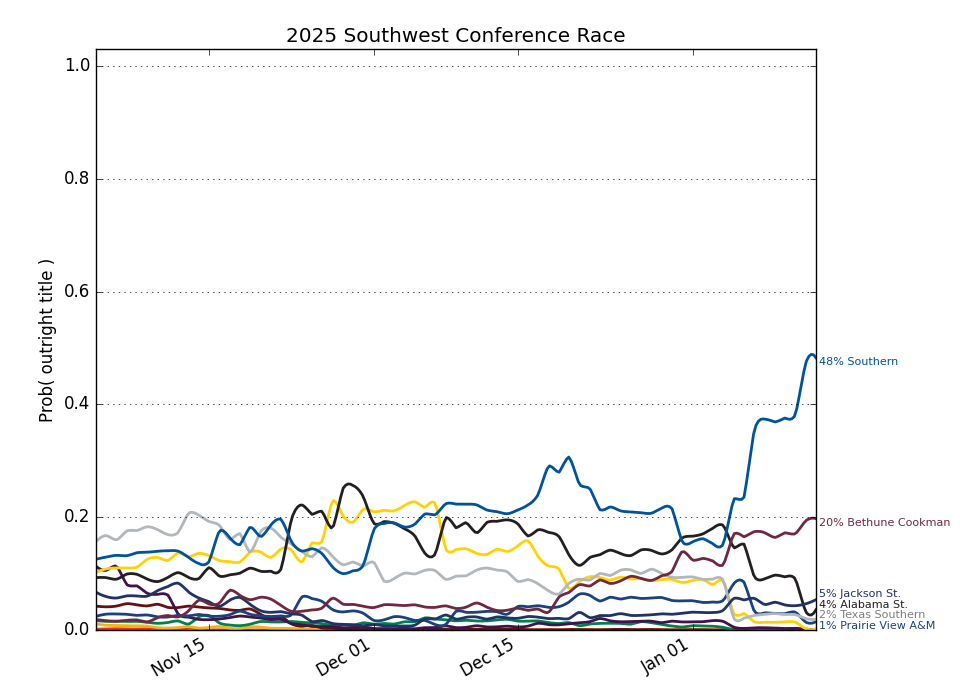 2025 Southwest Conference Race
Prob( outright title )
1.0
0.8
0.6
0.4
0.2
0.0
Nov 15
Dec 01
Dec 15
Jan 01
48% Southern
20% Bethune Cookman
5% Jackson St.
4% Alabama St.
2% Texas Southern
1% Prairie View A&M